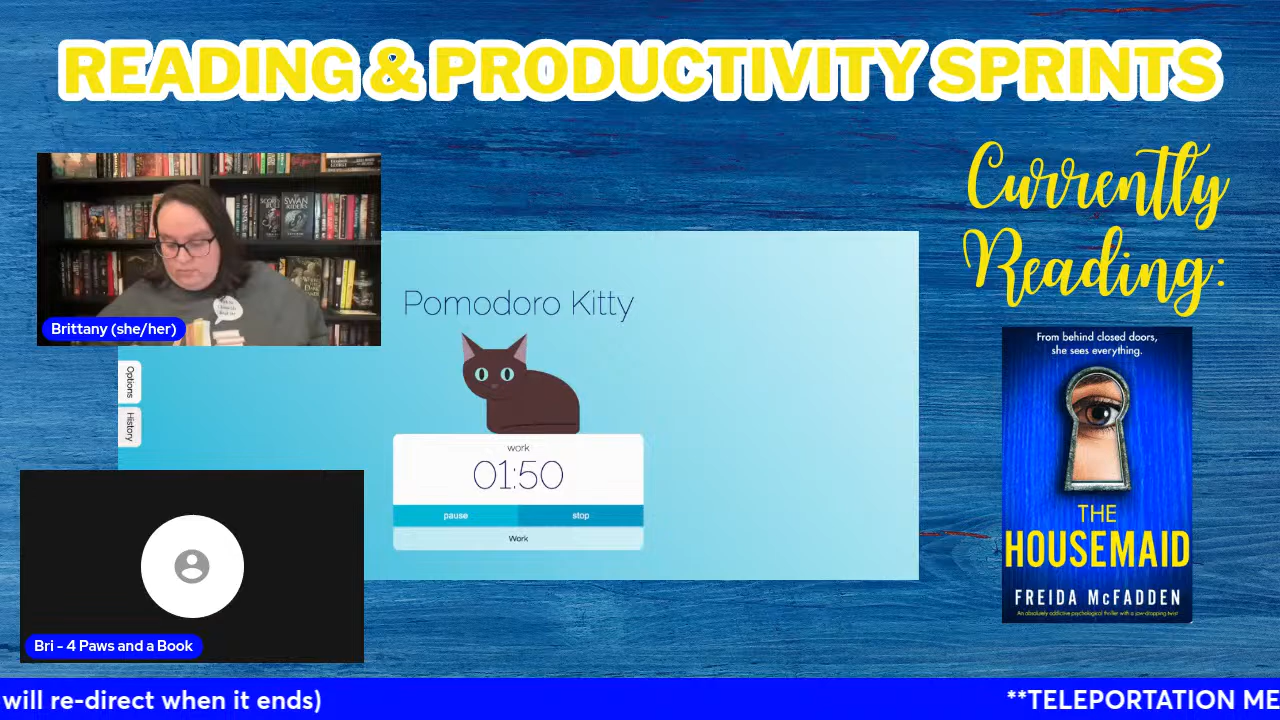 READING & PRODUCTIVITY SPRINTS
Currently
Reading:
Brittany (she/her)
Pomodoro Kitty
Options
History
work
01:50
pause
stop
Work
From behind closed doors,
she sees everything.
THE
HOUSEMAID
FREIDA McFADDEN
An absolutely addictive psychological thriller with a jaw-dropping twist
SWAN
Bri - 4 Paws and a Book
will re-direct when it ends)
**TELEPORTATION ME